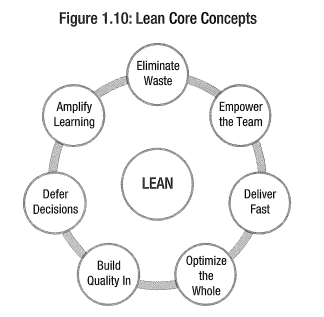 Figure 1.10: Lean Core Concepts
Eliminate
Waste
Empower
the Team
Deliver
Fast
Optimize
the
Whole
Build
Quality In
Defer
Decisions
Amplify
Learning
LEAN